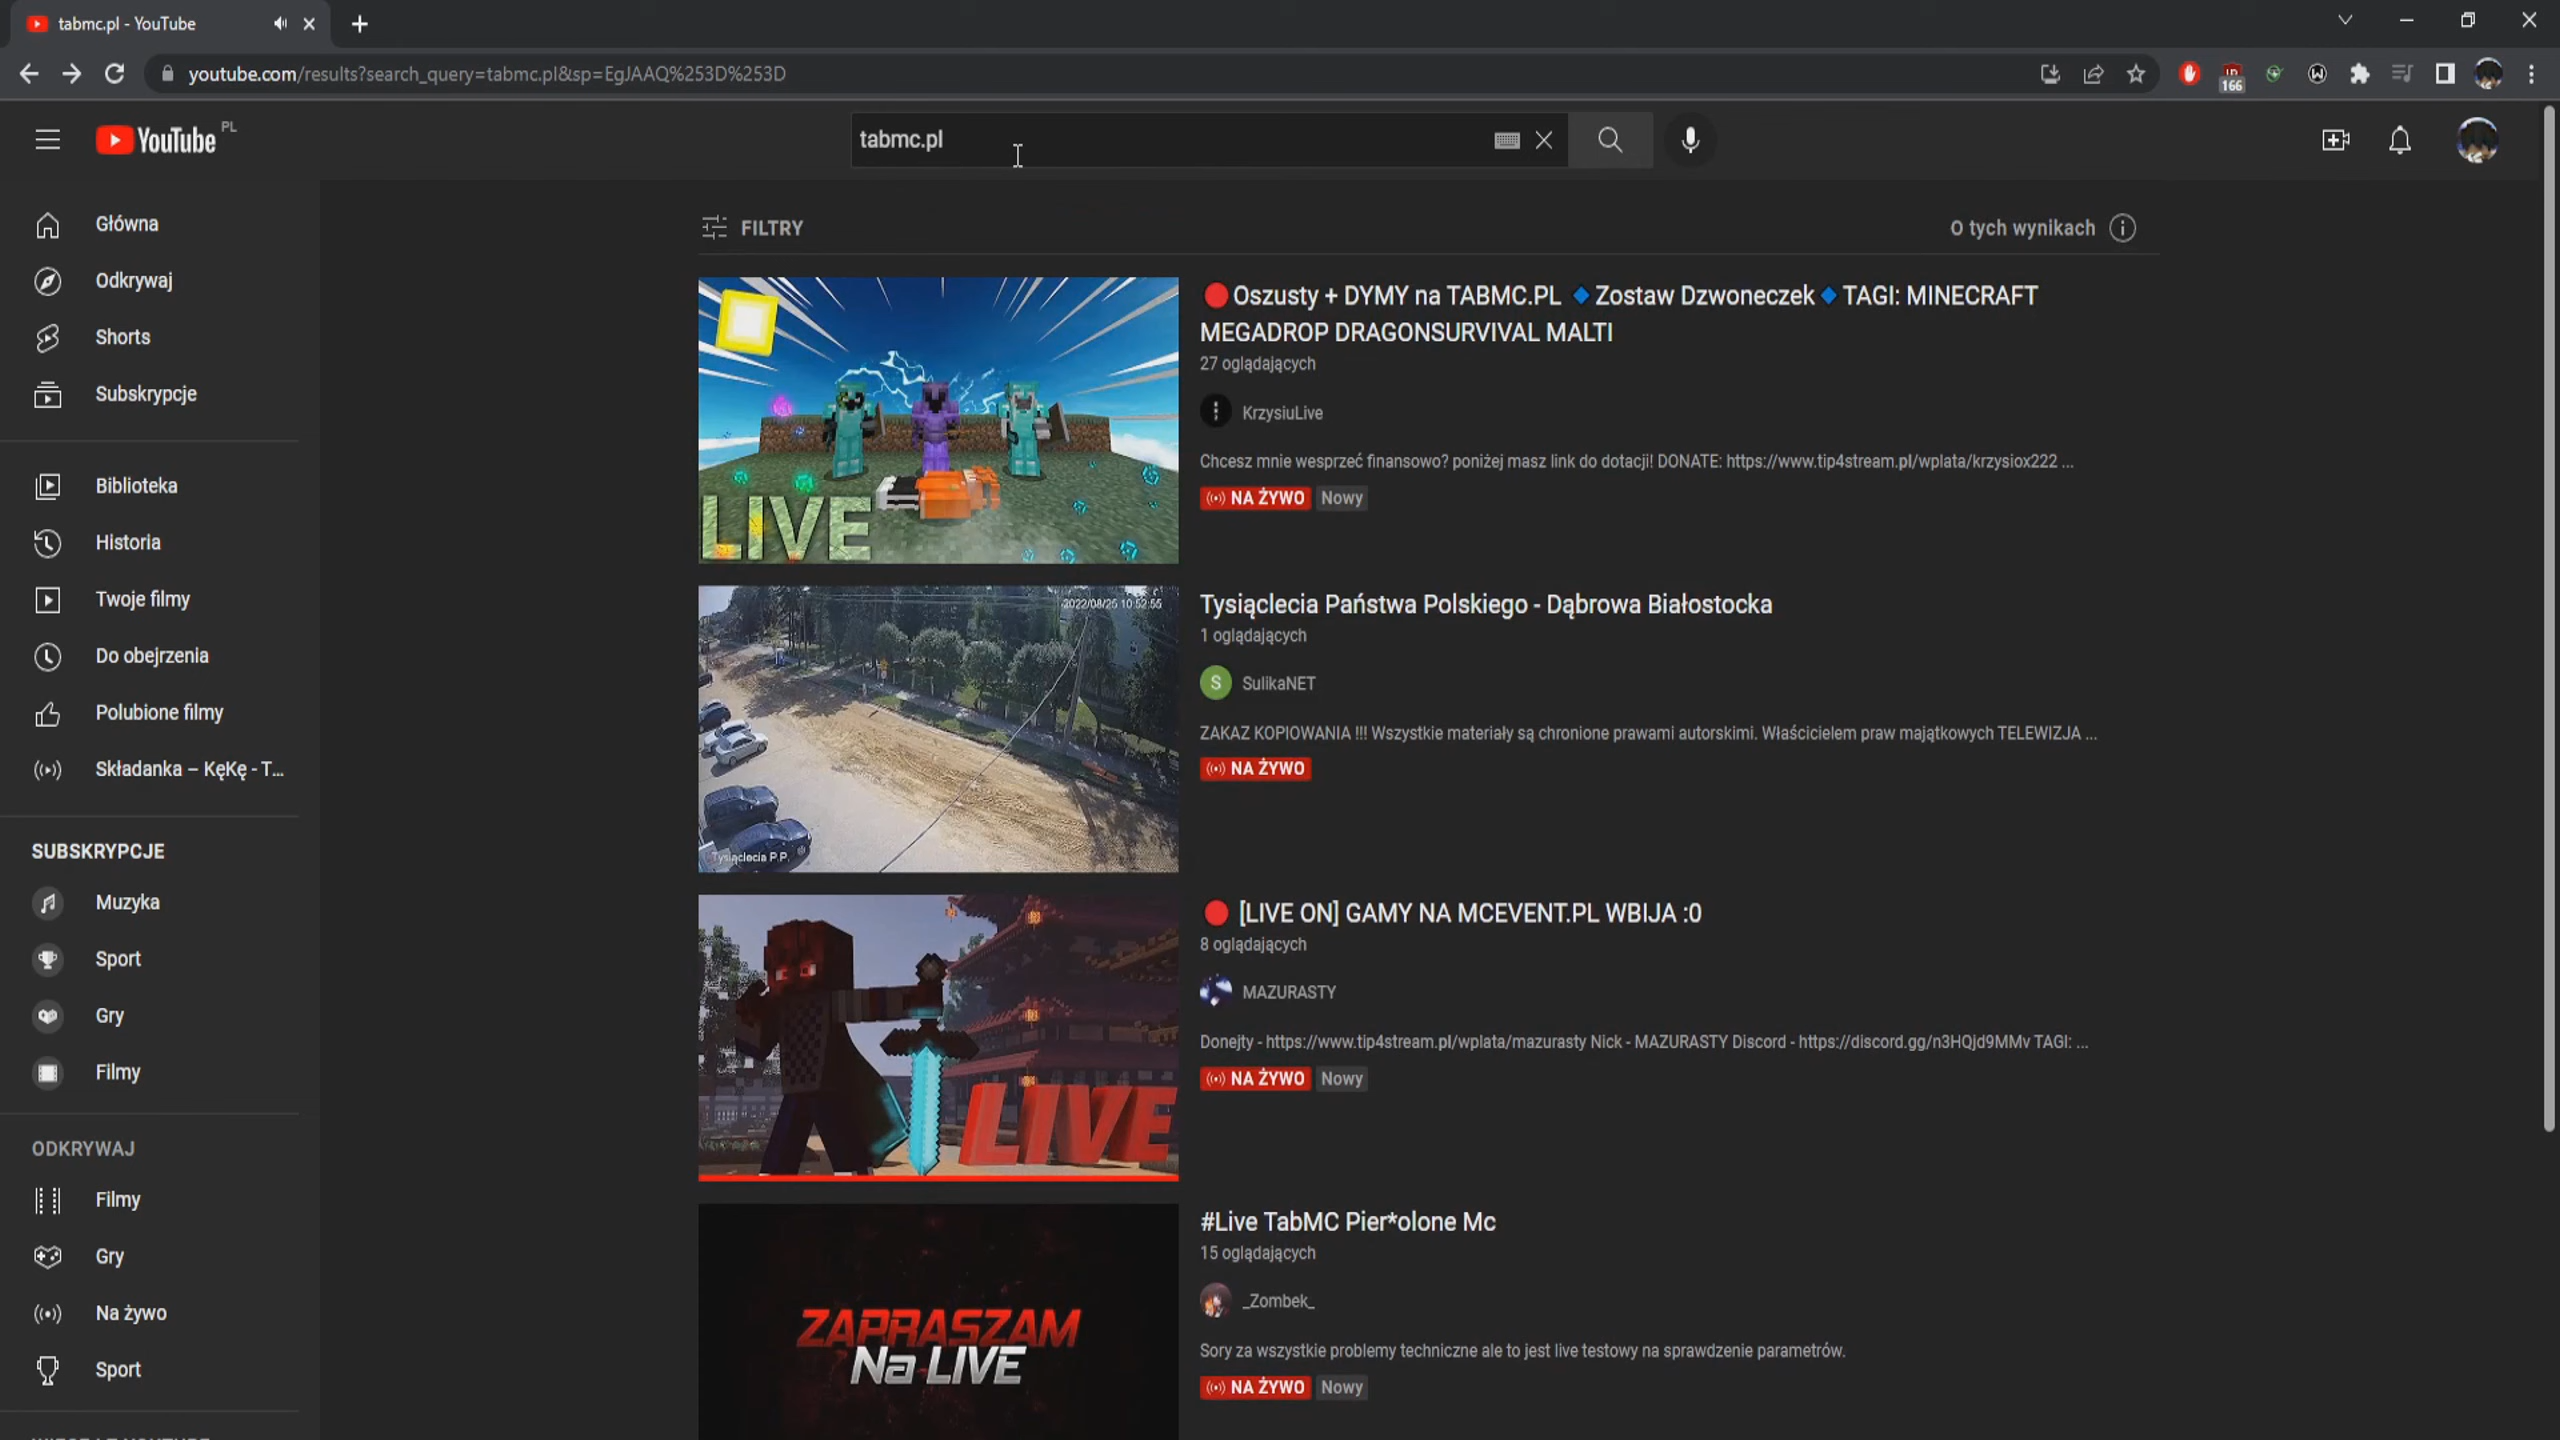 tabmc.pl - YouTube
youtube.com/results?search_query=tabmc.pl&sp=EgJAAQ%253D%253D
166
YouTube PL
tabmc.pl
Główna
Odkrywaj
Shorts
Subskrypcje
Biblioteka
Historia
Twoje filmy
Do obejrzenia
Polubione filmy
Składanka – KęKę - T...
SUBSKRYPCJE
Muzyka
Sport
Gry
Filmy
ODKRYWAJ
Filmy
Gry
Na żywo
Sport
FILTRY
O tych wynikach
LIVE
🔴Oszusty + DYMY na TABMC.PL 🔹Zostaw Dzwoneczek🔹TAGI: MINECRAFT
MEGADROP DRAGONSURVIVAL MALTI
27 oglądających
KrzysiuLive
Chcesz mnie wesprzeć finansowo? poniżej masz link do dotacji! DONATE: https://www.tip4stream.pl/wplata/krzysiox222 ...
NA ŻYWO Nowy
2022/08/25 10:52:55
Tysiąclecia P.P.
Tysiąclecia Państwa Polskiego - Dąbrowa Białostocka
1 oglądających
S SulikaNET
ZAKAZ KOPIOWANIA !!! Wszystkie materiały są chronione prawami autorskimi. Właścicielem praw majątkowych TELEWIZJA ...
NA ŻYWO
LIVE
🔴 [LIVE ON] GAMY NA MCEVENT.PL WBIJA :0
8 oglądających
MAZURASTY
Donejty - https://www.tip4stream.pl/wplata/mazurasty Nick - MAZURASTY Discord - https://discord.gg/n3HQjd9MMv TAGI: ...
NA ŻYWO Nowy
ZAPRASZAM
Na LIVE
#Live TabMC Pier*olone Mc
15 oglądających
_Zombek_
Sory za wszystkie problemy techniczne ale to jest live testowy na sprawdzenie parametrów.
NA ŻYWO Nowy